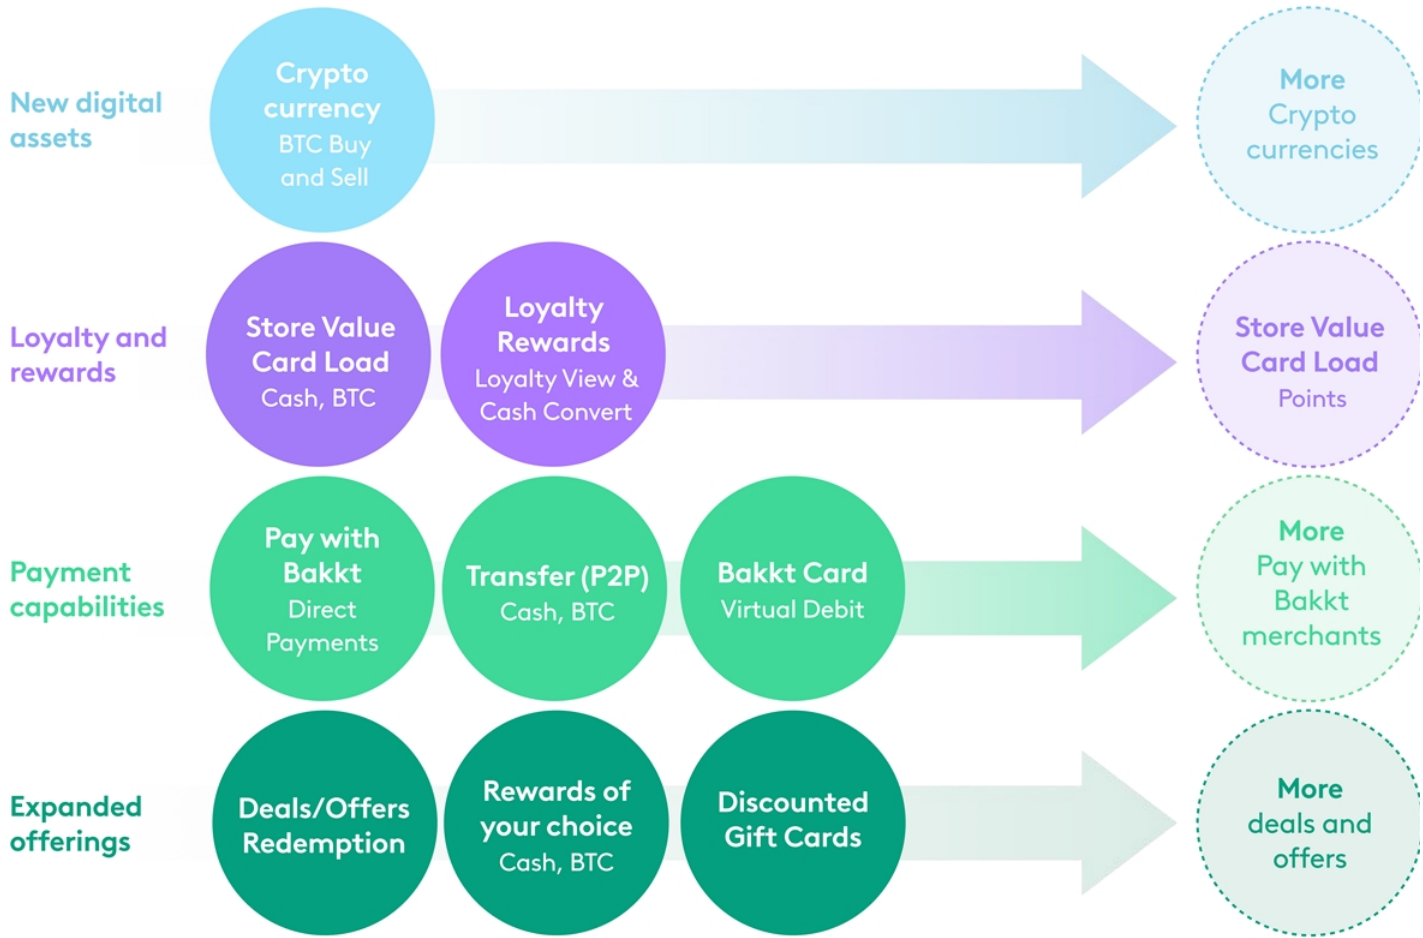 New digital
assets
Crypto
currency
BTC Buy
and Sell
More
Crypto
currencies
Loyalty and
rewards
Store Value
Card Load
Cash, BTC
Loyalty
Rewards
Loyalty View &
Cash Convert
Store Value
Card Load
Points
Payment
capabilities
Pay with
Bakkt
Direct
Payments
Transfer (P2P)
Cash, BTC
Bakkt Card
Virtual Debit
More
Pay with
Bakkt
merchants
Expanded
offerings
Deals/Offers
Redemption
Rewards of
your choice
Cash, BTC
Discounted
Gift Cards
More
deals and
offers